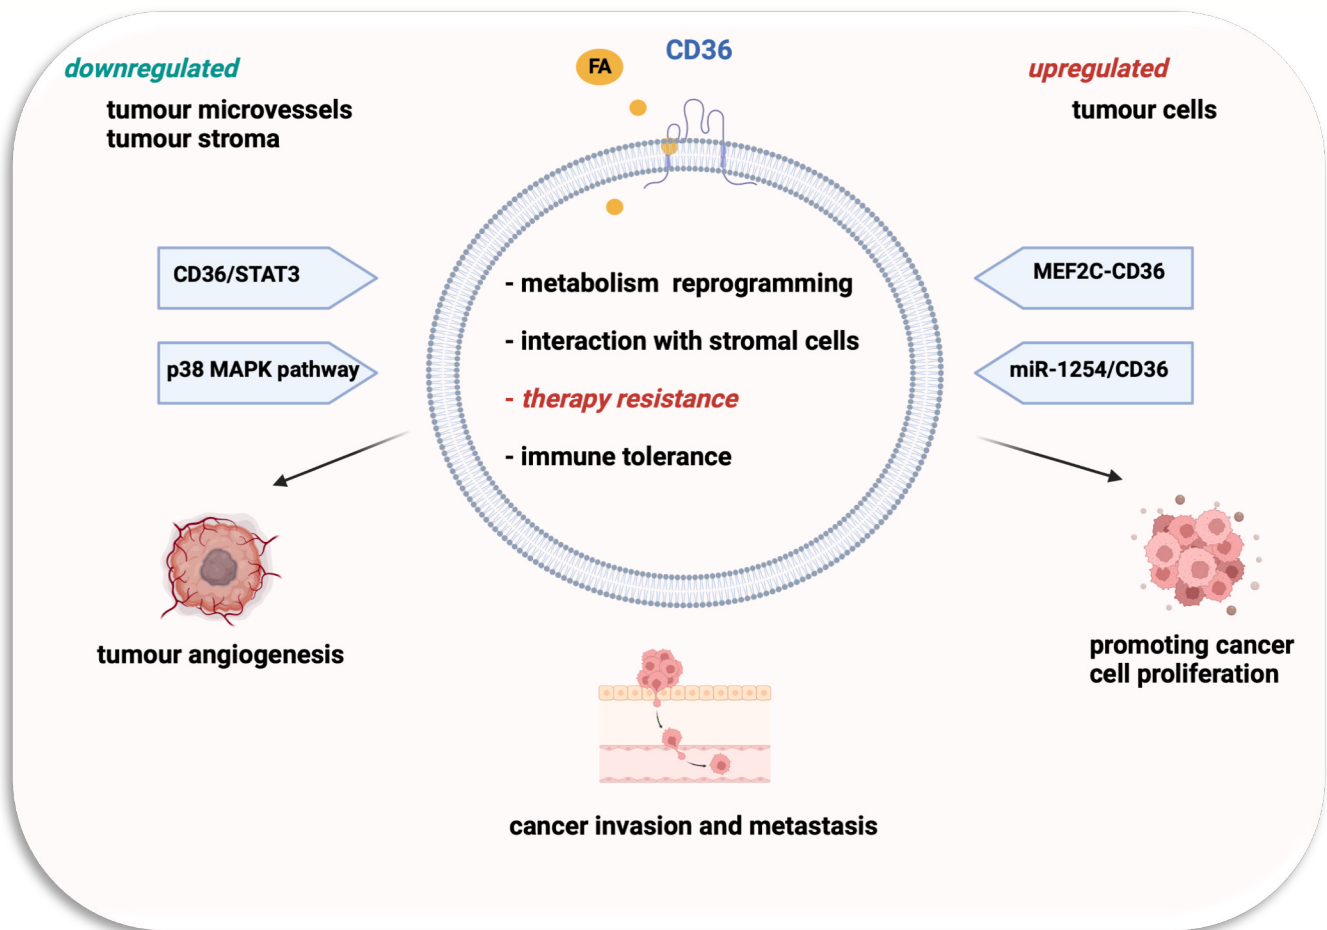 downregulated
tumour microvessels
tumour stroma
FA
CD36
upregulated
tumour cells
CD36/STAT3
p38 MAPK pathway
- metabolism reprogramming
- interaction with stromal cells
- therapy resistance
- immune tolerance
MEF2C-CD36
miR-1254/CD36
tumour angiogenesis
promoting cancer
cell proliferation
cancer invasion and metastasis